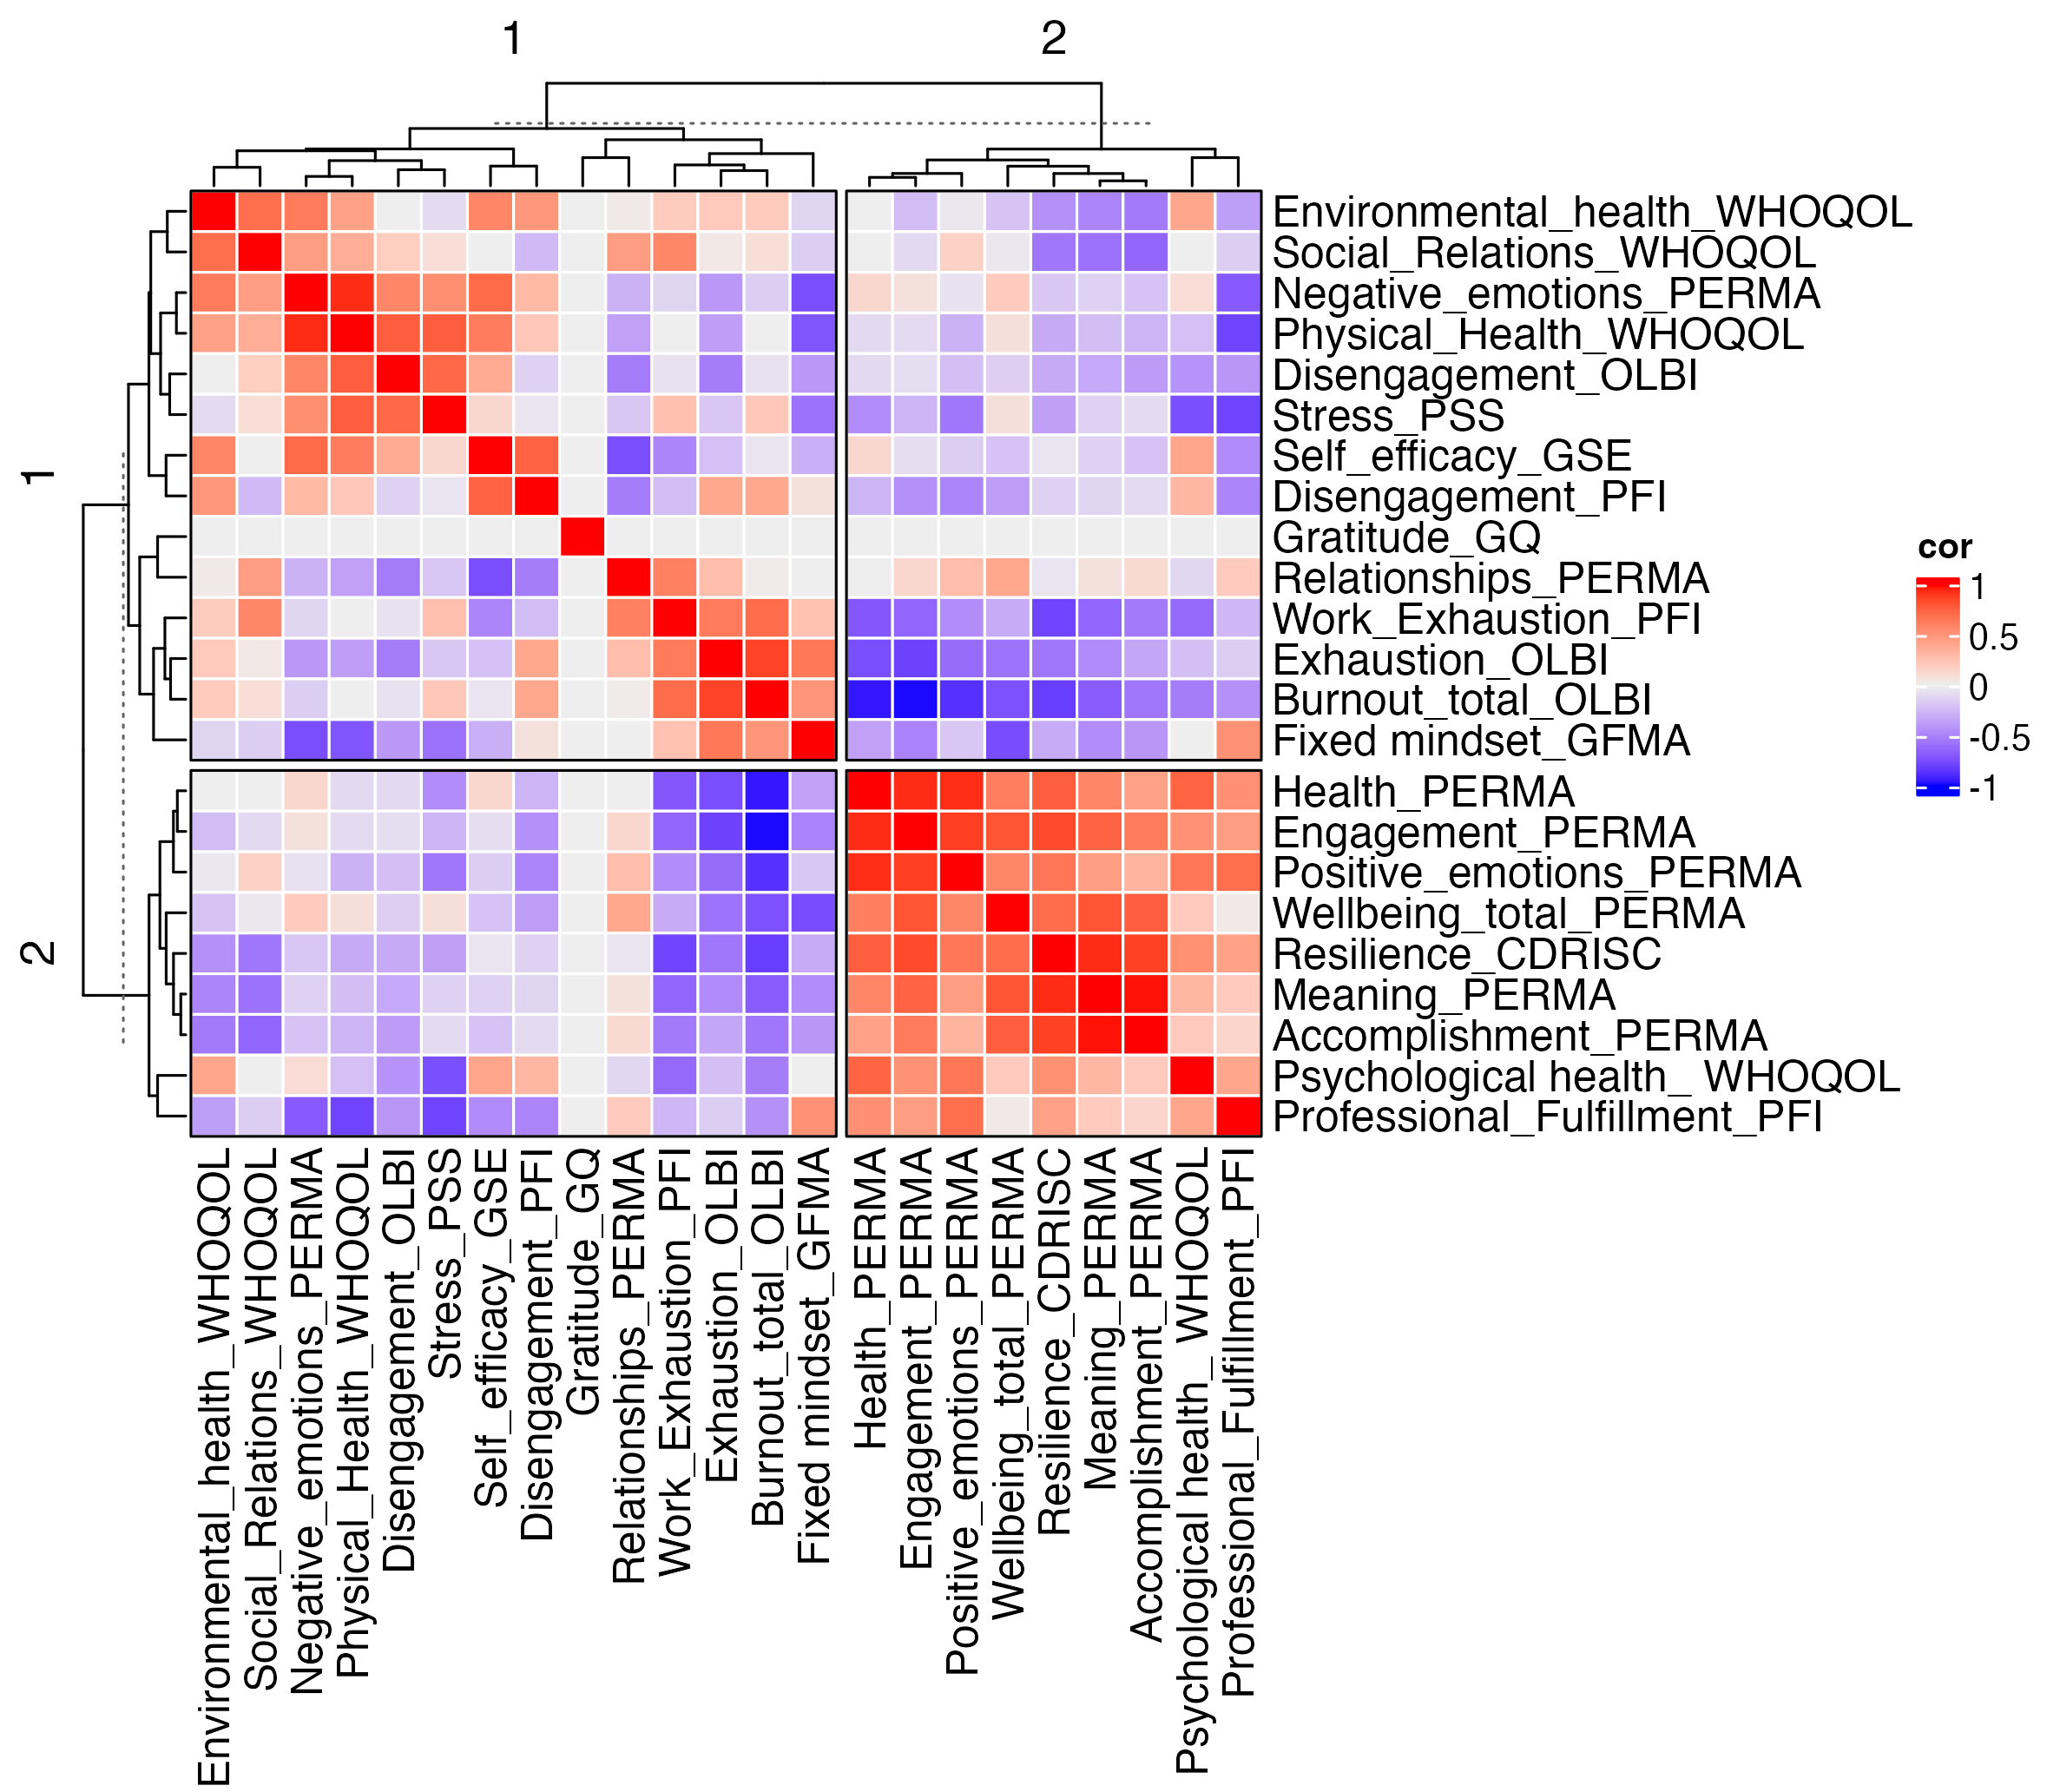 1
2
1
2
Environmental_health_WHOQOL
Social_Relations_WHOQOL
Negative_emotions_PERMA
Physical_Health_WHOQOL
Disengagement_OLBI
Stress_PSS
Self_efficacy_GSE
Disengagement_PFI
Gratitude_GQ
Relationships_PERMA
Work_Exhaustion_PFI
Exhaustion_OLBI
Burnout_total_OLBI
Fixed mindset_GFMA
Health_PERMA
Engagement_PERMA
Positive_emotions_PERMA
Wellbeing_total_PERMA
Resilience_CDRISC
Meaning_PERMA
Accomplishment_PERMA
Psychological health_ WHOQOL
Professional_Fulfillment_PFI
cor
1
0.5
0
-0.5
-1
Environmental_health_WHOQOL
Social_Relations_WHOQOL
Negative_emotions_PERMA
Physical_Health_WHOQOL
Disengagement_OLBI
Stress_PSS
Self_efficacy_GSE
Disengagement_PFI
Gratitude_GQ
Relationships_PERMA
Work_Exhaustion_PFI
Exhaustion_OLBI
Burnout_total_OLBI
Fixed mindset_GFMA
Health_PERMA
Engagement_PERMA
Positive_emotions_PERMA
Wellbeing_total_PERMA
Resilience_CDRISC
Meaning_PERMA
Accomplishment_PERMA
Psychological health_ WHOQOL
Professional_Fulfillment_PFI